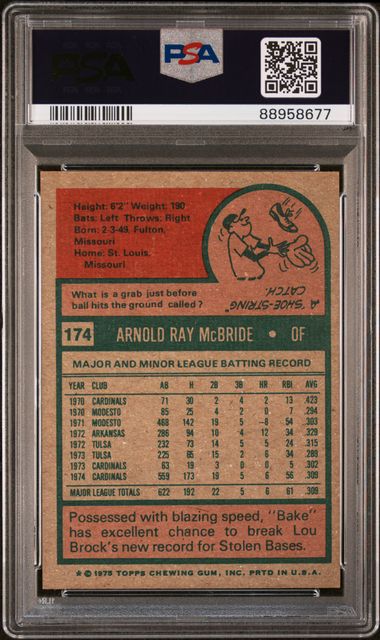 PSA
PSA
88958677
Height: 6'2" Weight: 190
Bats: Left Throws: Right
Born: 2-3-49, Fulton,
Missouri
Home: St. Louis,
Missouri
A "SHOE-STRING
CATCH."
What is a grab just before
ball hits the ground called?
174 ARNOLD RAY McBRIDE • OF
MAJOR AND MINOR LEAGUE BATTING RECORD
YEAR CLUB AB H 2B 3B HR RBI AVG
1970 CARDINALS 71 30 2 4 2 13 .423
1970 MODESTO 85 25 4 2 0 7 .294
1971 MODESTO 468 142 19 5 8 54 .303
1972 ARKANSAS 286 94 10 4 12 34 .329
1972 TULSA 232 73 14 5 5 24 .315
1973 TULSA 225 65 15 2 6 34 .289
1973 CARDINALS 63 19 3 0 0 5 .302
1974 CARDINALS 559 173 19 5 6 56 .309
MAJOR LEAGUE TOTALS 622 192 22 5 6 61 .309
Possessed with blazing speed, "Bake"
has excellent chance to break Lou
Brock's new record for Stolen Bases.
* © 1975 TOPPS CHEWING GUM, INC. PRTD IN U.S.A.